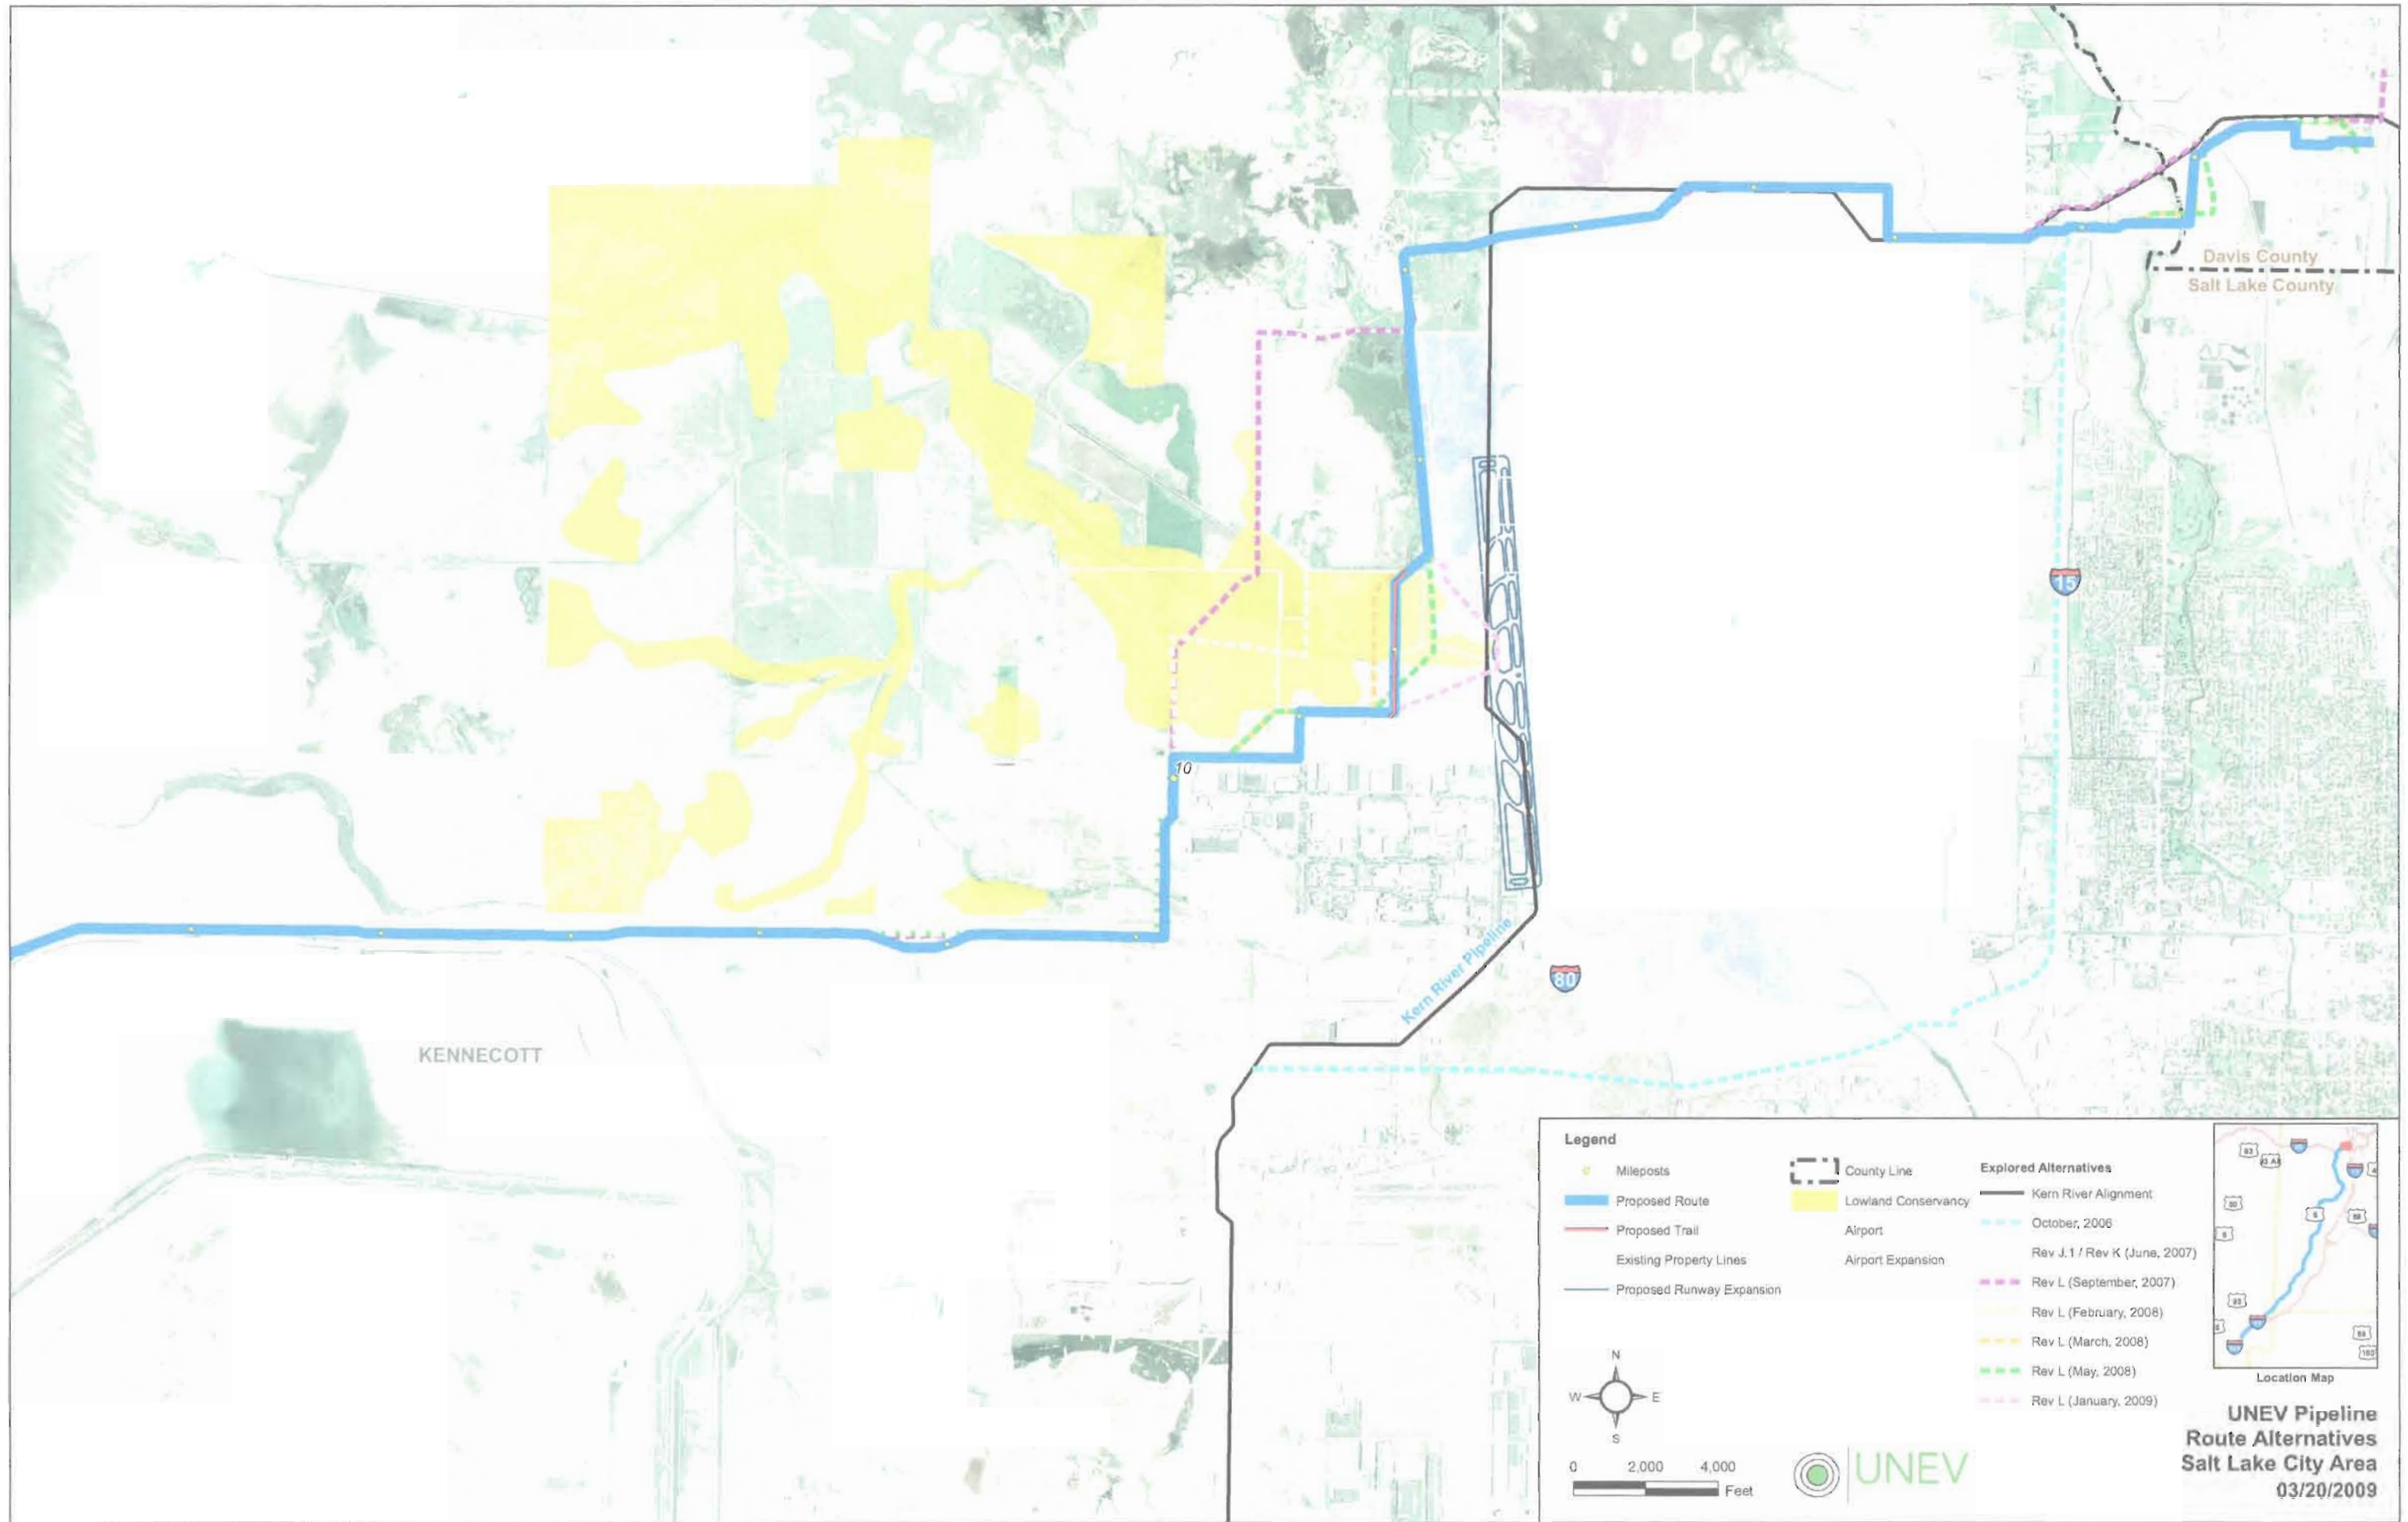 Davis County
Salt Lake County
15
10
Kern River Pipeline
80
KENNECOTT
Legend
Mileposts
Proposed Route
Proposed Trail
Existing Property Lines
Proposed Runway Expansion
County Line
Lowland Conservancy
Airport
Airport Expansion
Explored Alternatives
Kern River Alignment
October, 2006
Rev J.1 / Rev K (June, 2007)
Rev L (September, 2007)
Rev L (February, 2008)
Rev L (March, 2008)
Rev L (May, 2008)
Rev L (January, 2009)
93
6
93
89
Location Map
N
W
E
S
0 2,000 4,000
Feet
UNEV
UNEV Pipeline
Route Alternatives
Salt Lake City Area
03/20/2009